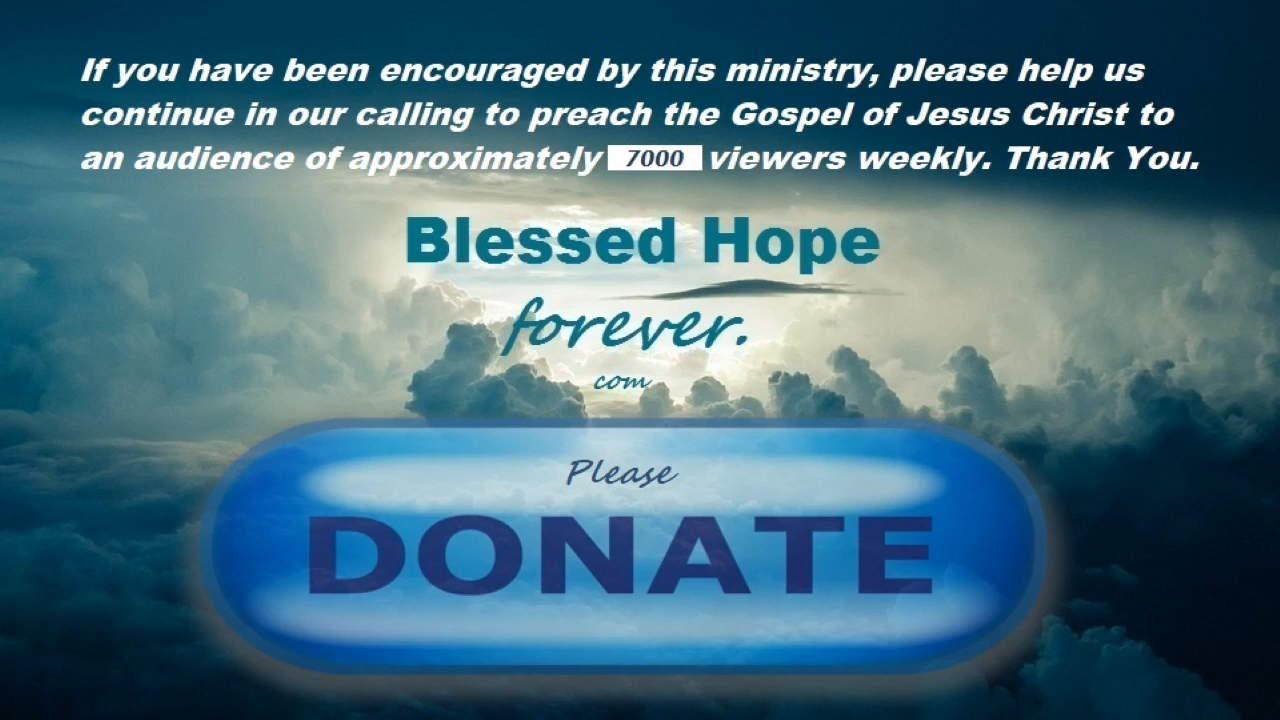 If you have been encouraged by this ministry, please help us
continue in our calling to preach the Gospel of Jesus Christ to
an audience of approximately 7000 viewers weekly. Thank You.
Blessed Hope
forever.
com
Please
DONATE